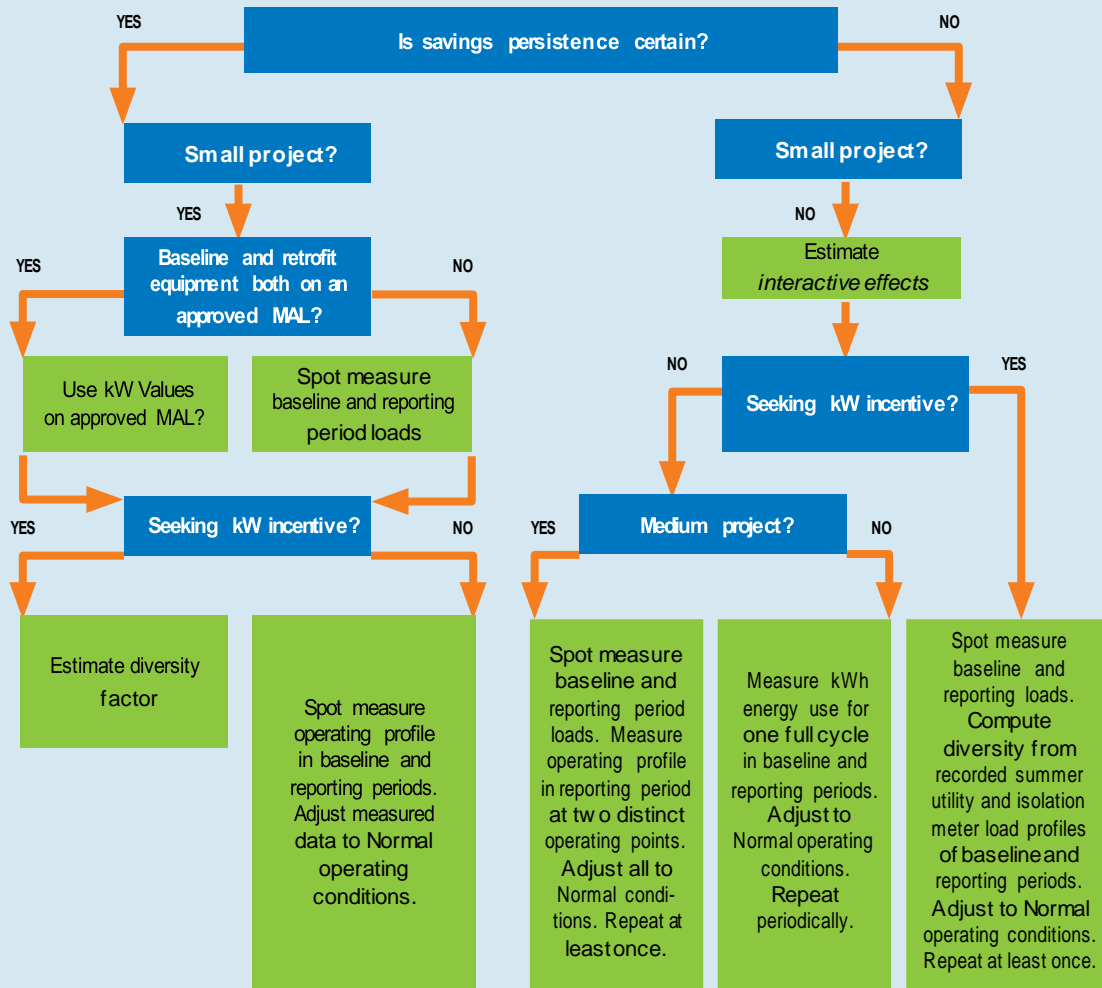 YES
Is savings persistence certain?
NO
Small project?
Small project?
YES
NO
YES
Baseline and retrofit
equipment both on an
approved MAL?
NO
Estimate
interactive effects
Use kW Values
on approved MAL?
Spot measure
baseline and reporting
period loads
NO
Seeking kW incentive?
YES
YES
Seeking kW incentive?
NO
YES
Medium project?
NO
Estimate diversity
factor
Spot measure
operating profile
in baseline and
reporting periods.
Adjust measured
data to Normal
operating
conditions.
Spot measure
baseline and
reporting period
loads. Measure
operating profile
in reporting period
at two distinct
operating points.
Adjust all to
Normal condi-
tions. Repeat at
least once.
Measure kWh
energy use for
one full cycle
in baseline and
reporting periods.
Adjust to
Normal operating
conditions.
Repeat
periodically.
Spot measure
baseline and
reporting loads.
Compute
diversity from
recorded summer
utility and isolation
meter load profiles
of baseline and
reporting periods.
Adjust to Normal
operating conditions.
Repeat at least once.